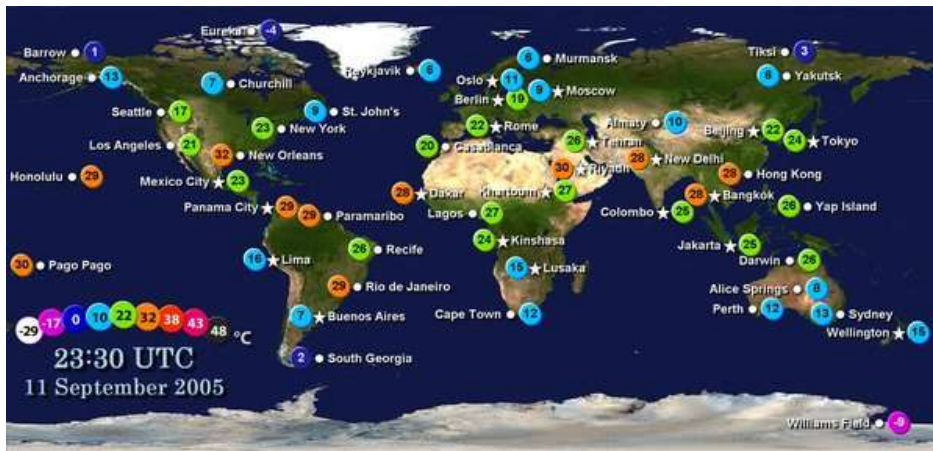 Eureka -4
Barrow 1
Tiksi 3
Anchorage 13
7 Churchill
Reykjavik 6
6 Murmansk
Oslo 11
9 Moscow
6 Yakutsk
Berlin 19
Seattle 17
9 St. John's
23 New York
22 Rome
Almaty 10
Beijing 22
24 Tokyo
Los Angeles 21
32 New Orleans
20 Casablanca
26 Tehran
28 New Delhi
Honolulu 29
Mexico City 23
30 Riyadh
28 Hong Kong
28 Dakar
Khartoum 27
28 Bangkok
Panama City 29
29 Paramaribo
Lagos 27
Colombo 25
26 Yap Island
24 Kinshasa
Jakarta 25
26 Recife
16 Lima
30 Pago Pago
15 Lusaka
Darwin 26
29 Rio de Janeiro
Alice Springs 8
7 Buenos Aires
Cape Town 12
Perth 12
13 Sydney
Wellington 15
-29 -17 0 10 22 32 38 43 48 °C
2 South Georgia
23:30 UTC
11 September 2005
Williams Field -9